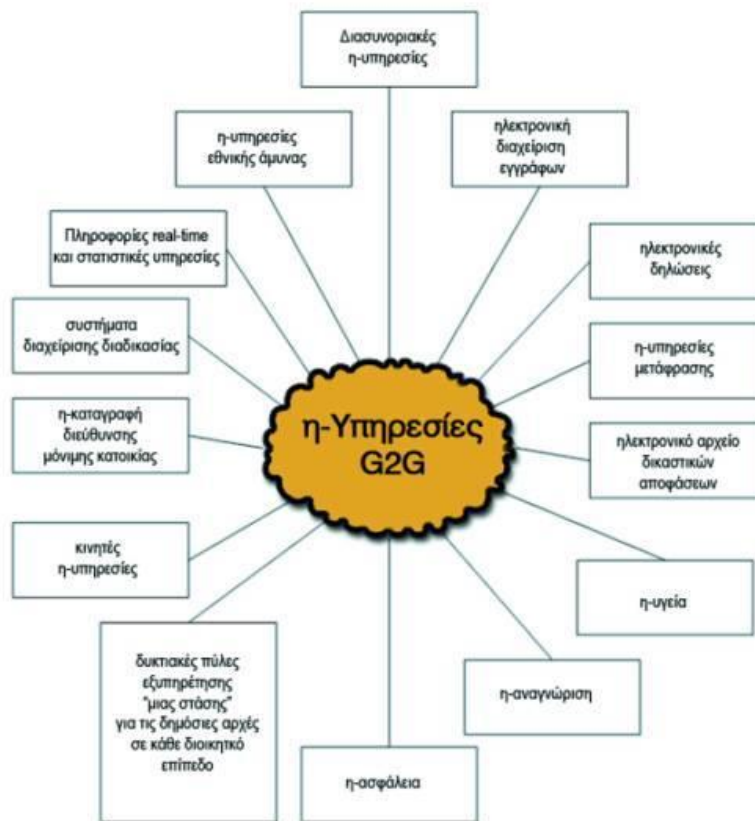 Διασυνοριακές
η-υπηρεσίες
η-υπηρεσίες
εθνικής άμυνας
ηλεκτρονική
διαχείριση
εγγράφων
Πληροφορίες real-time
και στατιστικές υπηρεσίες
ηλεκτρονικές
δηλώσεις
συστήματα
διαχείρισης διαδικασίας
η-υπηρεσίες
μετάφρασης
η-Υπηρεσίες
G2G
η-καταγραφή
διεύθυνσης
μόνιμης κατοικίας
ηλεκτρονικό αρχείο
δικαστικών
αποφάσεων
κινητές
η-υπηρεσίες
η-υγεία
δυκτιακές πύλες
εξυπηρέτησης
"μιας στάσης"
για τις δημόσιες αρχές
σε κάθε διοικητκό
επίπεδο
η-αναγνώριση
η-ασφάλεια